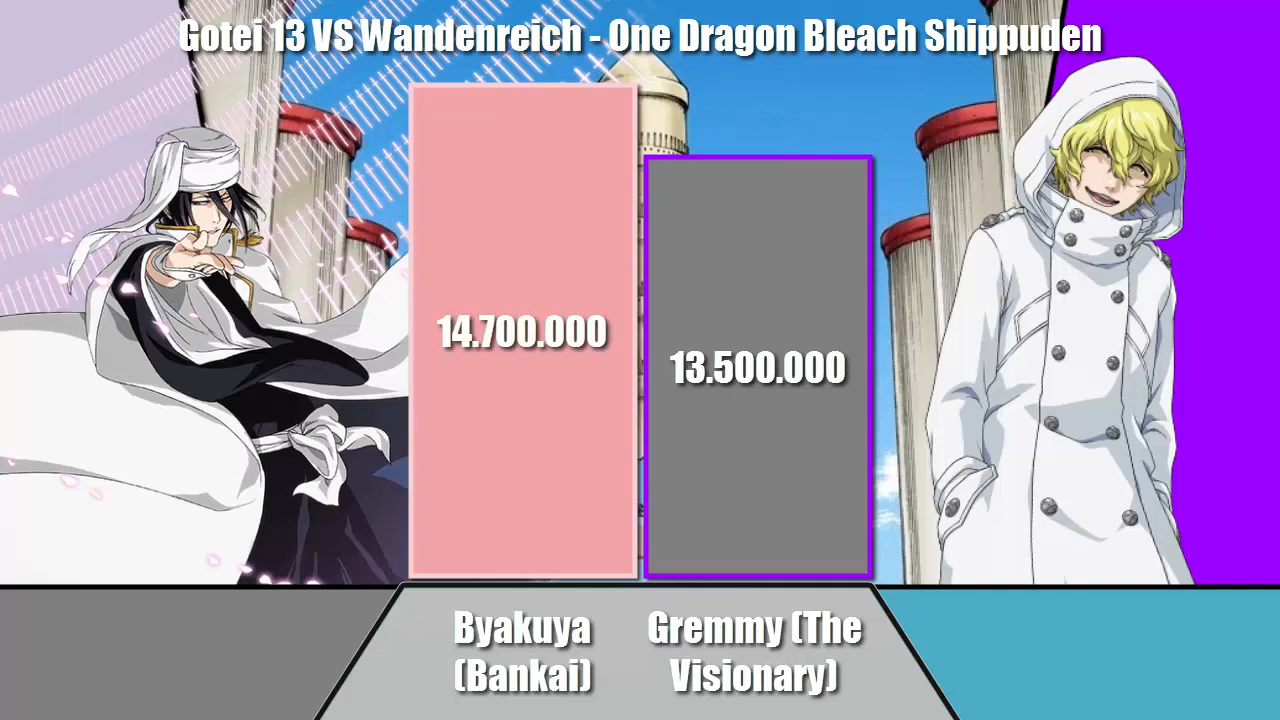 Gotei 13 VS Wandenreich - One Dragon Bleach Shippuden
14.700.000
13.500.000
Byakuya
(Bankai)
Gremmy (The
Visionary)